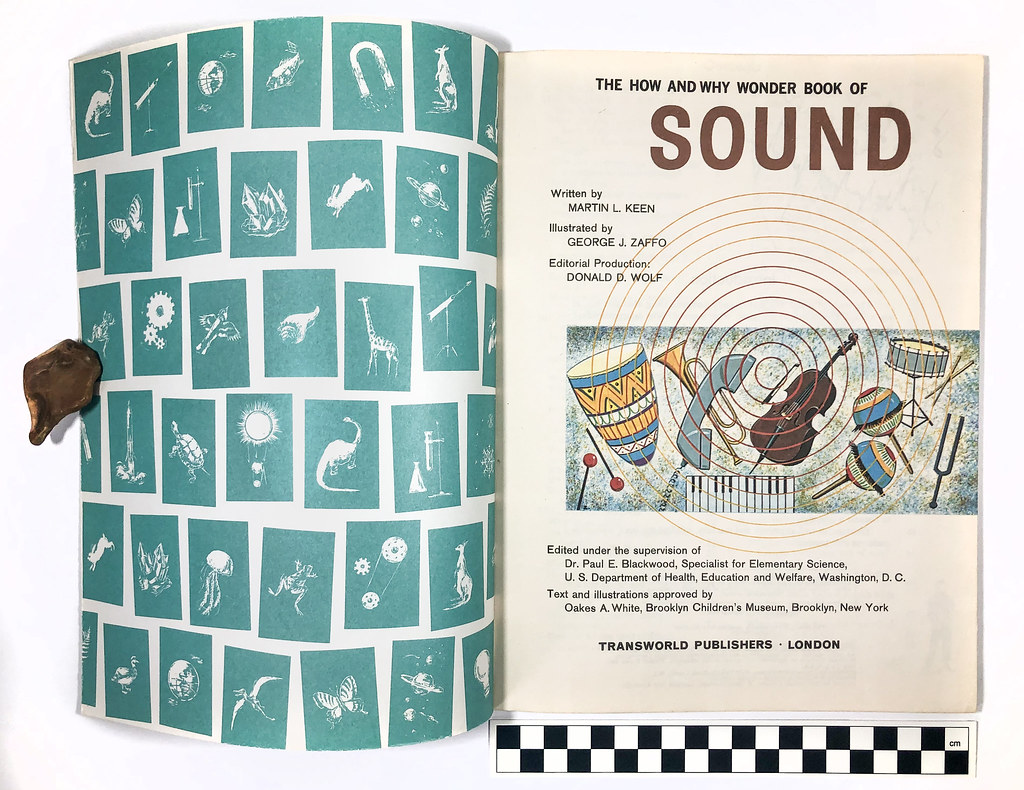 THE HOW AND WHY WONDER BOOK OF
SOUND
Written by
MARTIN L. KEEN
Illustrated by
GEORGE J. ZAFFO
Editorial Production:
DONALD D. WOLF
Edited under the supervision of
Dr. Paul E. Blackwood, Specialist for Elementary Science,
U. S. Department of Health, Education and Welfare, Washington, D. C.
Text and illustrations approved by
Oakes A. White, Brooklyn Children's Museum, Brooklyn, New York
TRANSWORLD PUBLISHERS · LONDON
cm